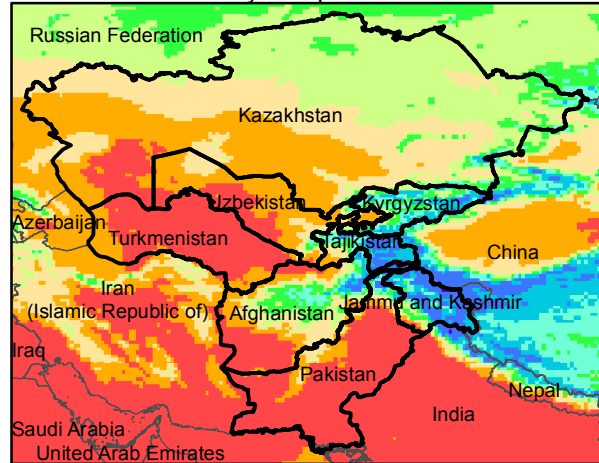 Russian Federation
Kazakhstan
Uzbekistan
Kyrgyzstan
Azerbaijan
Turkmenistan
Tajikistan
China
Iran
(Islamic Republic of)
Jammu and Kashmir
Afghanistan
Iraq
Pakistan
Nepal
India
Saudi Arabia
United Arab Emirates